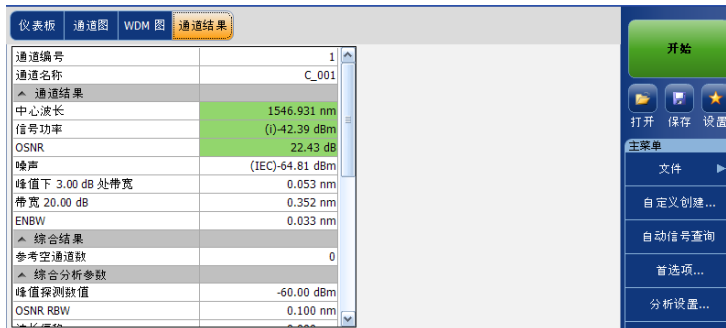 仪表板 通道图 WDM 图 通道结果
通道编号 1
通道名称 C_001
通道结果
中心波长 1546.931 nm
信号功率 (i)-42.39 dBm
OSNR 22.43 dB
噪声 (IEC)-64.81 dBm
峰值下 3.00 dB 处带宽 0.053 nm
带宽 20.00 dB 0.352 nm
ENBW 0.033 nm
综合结果
参考空通道数 0
综合分析参数
峰值探测数值 -60.00 dBm
OSNR RBW 0.100 nm
开始
打开 保存 设置
主菜单
文件
自定义创建...
自动信号查询
首选项...
分析设置...